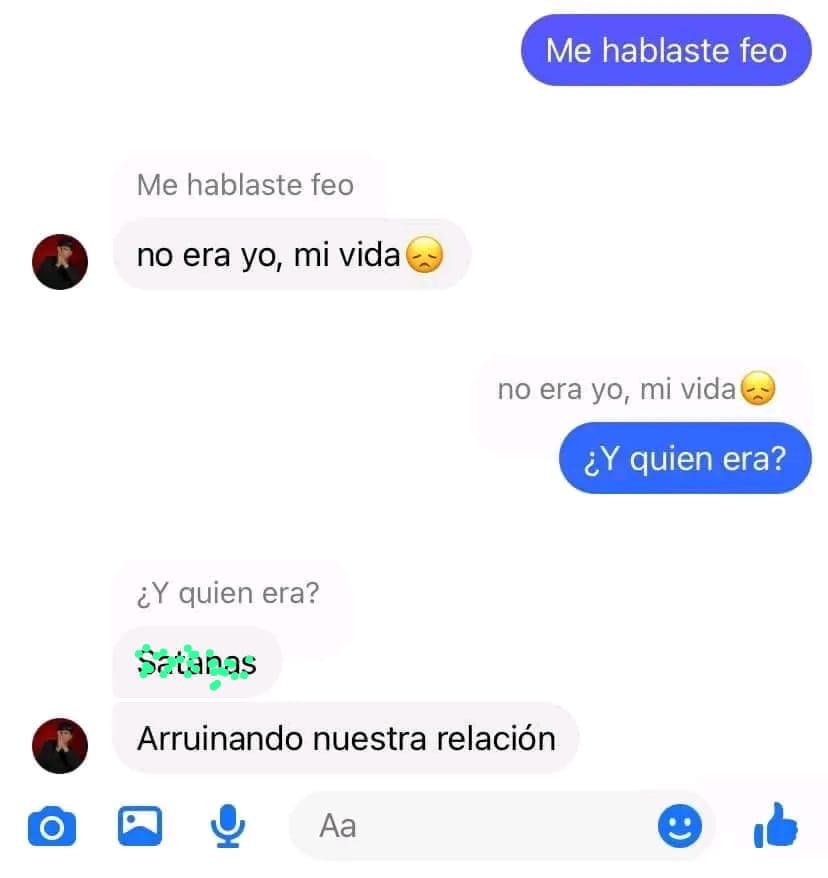 Me hablaste feo
Me hablaste feo
no era yo, mi vida😞
no era yo, mi vida😞
¿Y quien era?
¿Y quien era?
Satanas
Arruinando nuestra relación
Aa